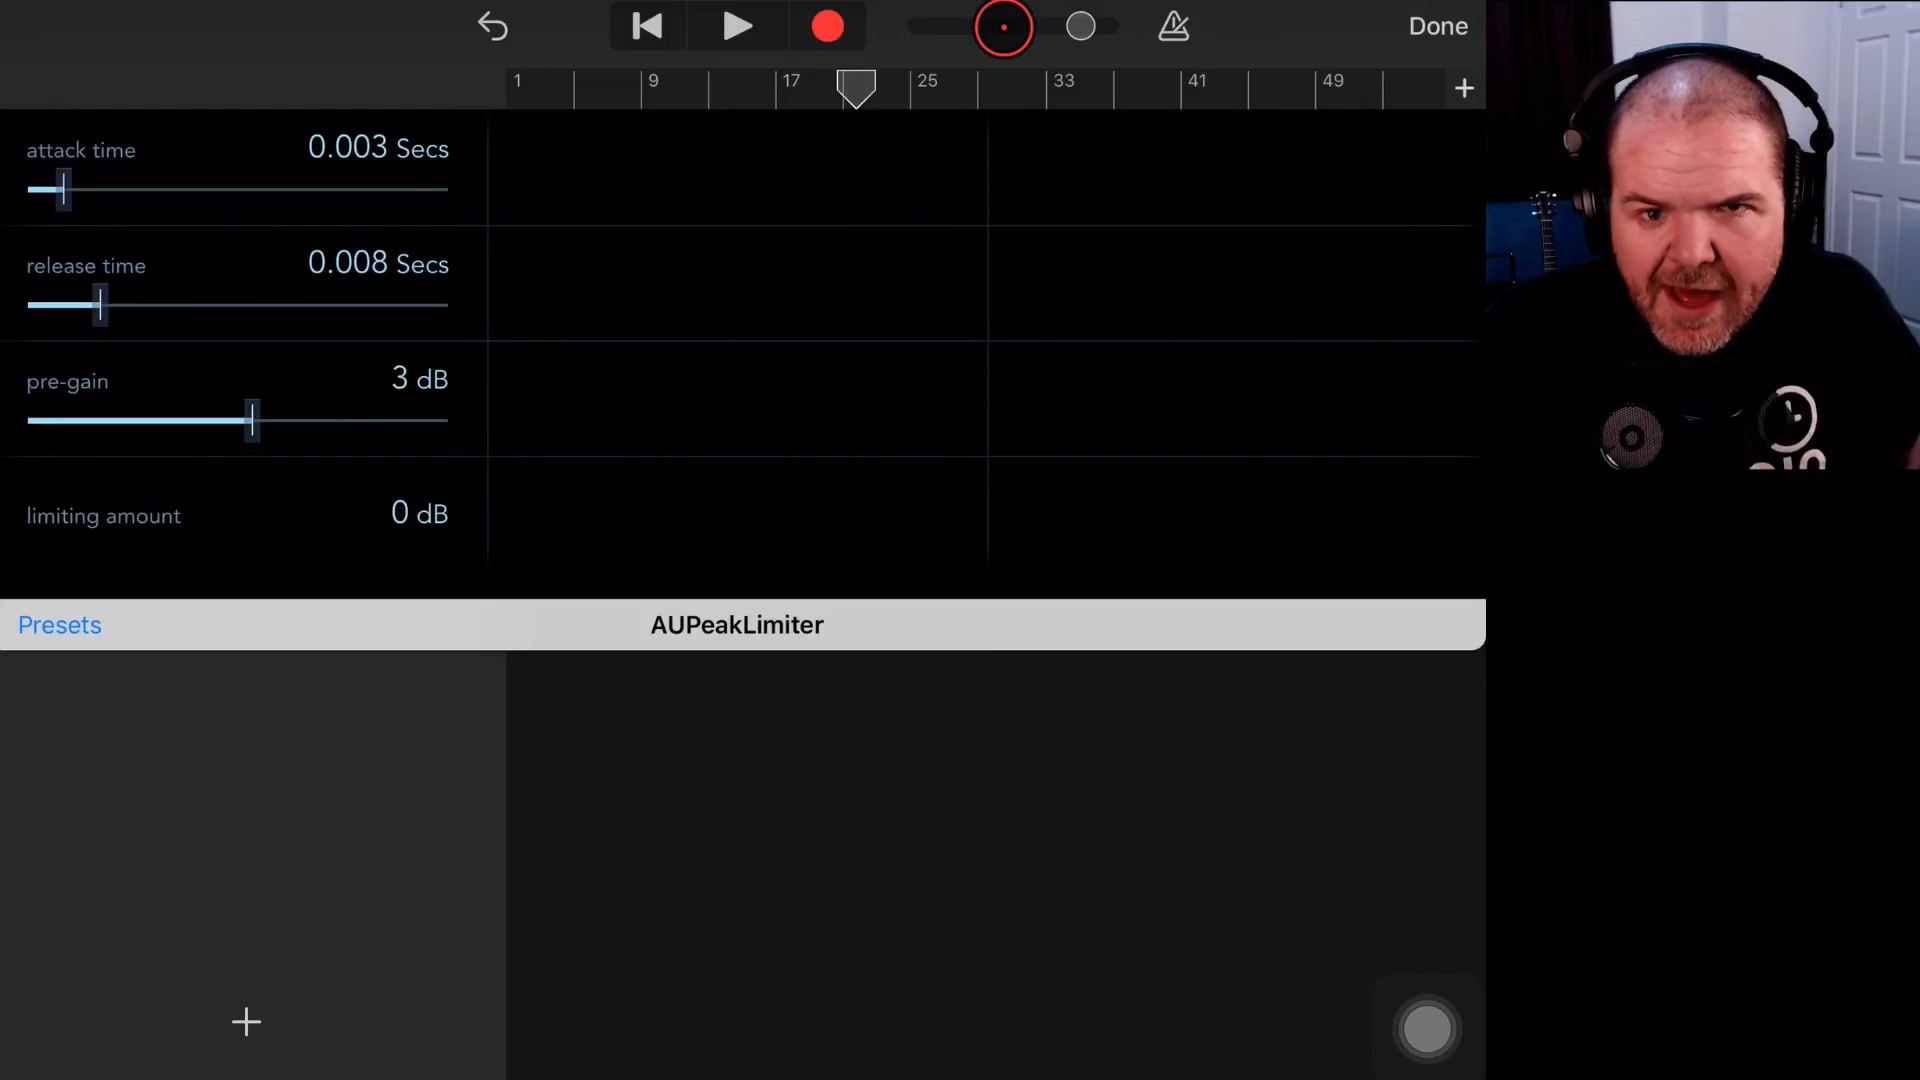 Done
1 9 17 25 33 41 49
attack time 0.003 Secs
release time 0.008 Secs
pre-gain 3 dB
limiting amount 0 dB
Presets AUPeakLimiter